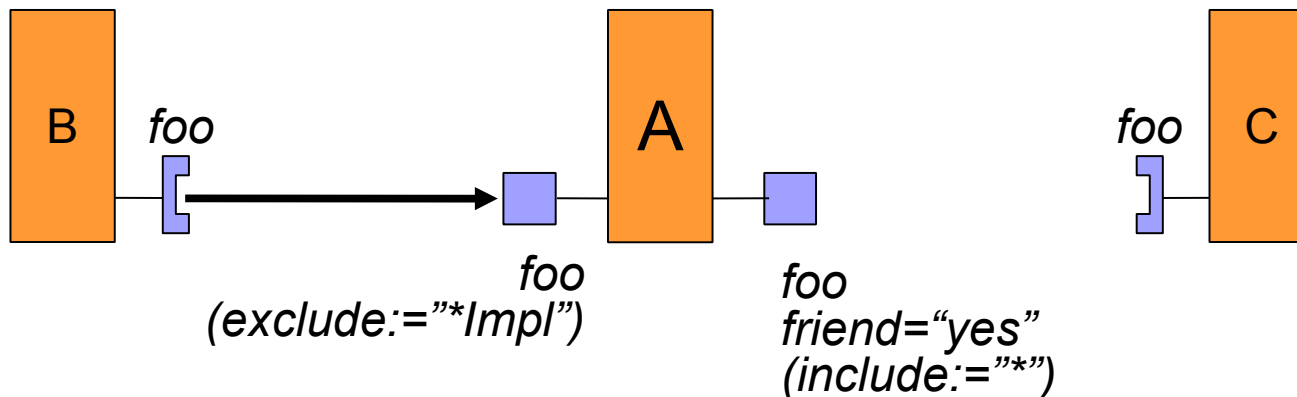 B
foo
A
foo
C
foo
(exclude:=”*Impl”)
foo
friend=“yes”
(include:=”*”)